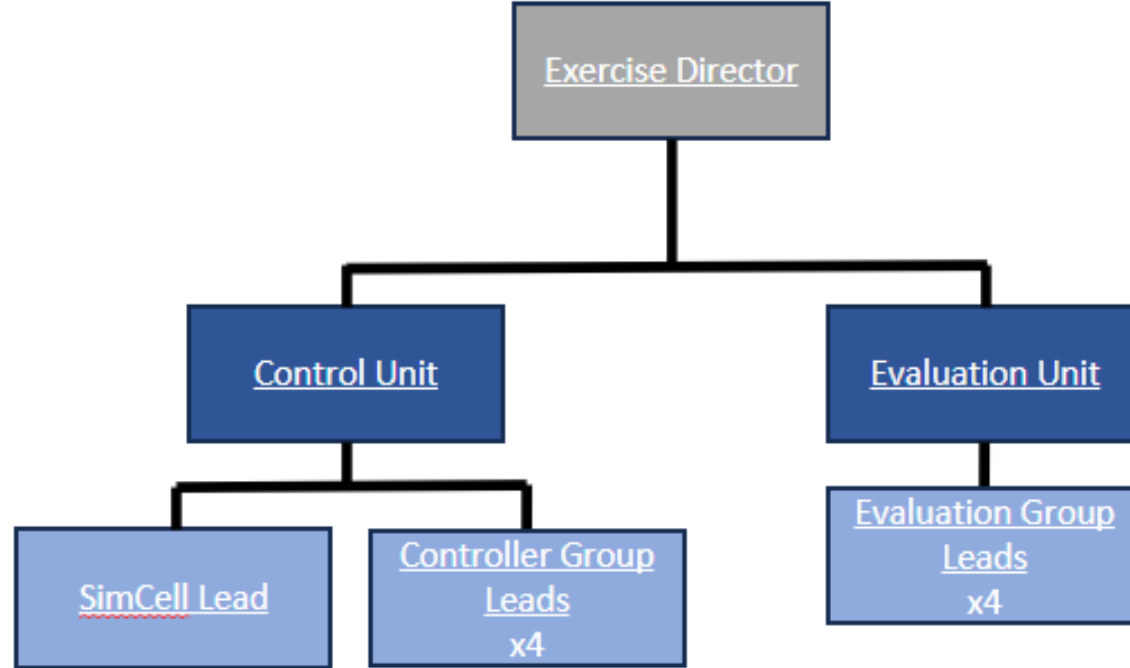 Exercise Director
Control Unit
Evaluation Unit
SimCell Lead
Controller Group
Leads
x4
Evaluation Group
Leads
x4